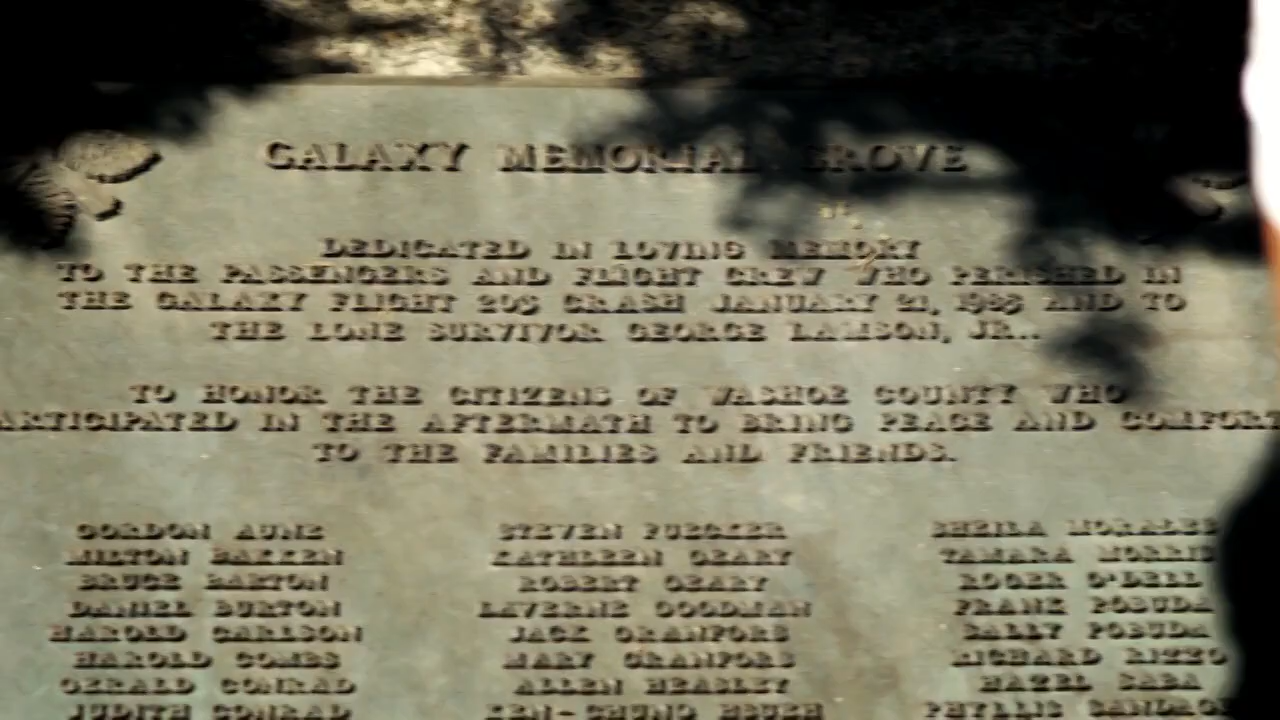 GALAXY MEMORIAL GROVE
DEDICATED IN LOVING MEMORY
TO THE PASSENGERS AND FLIGHT CREW WHO PERISHED IN
THE GALAXY FLIGHT 203 CRASH JANUARY 21, 1985 AND TO
THE LONE SURVIVOR GEORGE LAMSON, JR..
TO HONOR THE CITIZENS OF WASHOE COUNTY WHO
ARTICIPATED IN THE AFTERMATH TO BRING PEACE AND COMFORT
TO THE FAMILIES AND FRIENDS.
GORDON AUNE
MILTON BAKKEN
BRUCE BARTON
DANIEL BURTON
HAROLD CARLSON
HAROLD COMBS
GERALD CONRAD
JUDITH CONRAD
STEVEN FUECKER
KATHLEEN GEARY
ROBERT GEARY
LAVERNE GOODMAN
JACK GRANFORS
MARY GRANFORS
ALLEN HEASLEY
KEN-CHUNG HSUEH
SHEILA MORALES
TAMARA MORRIS
ROGER O'DELL
FRANK POBUDA
SALLY POBUDA
RICHARD RIZZO
HAZEL SABA
PHYLLIS